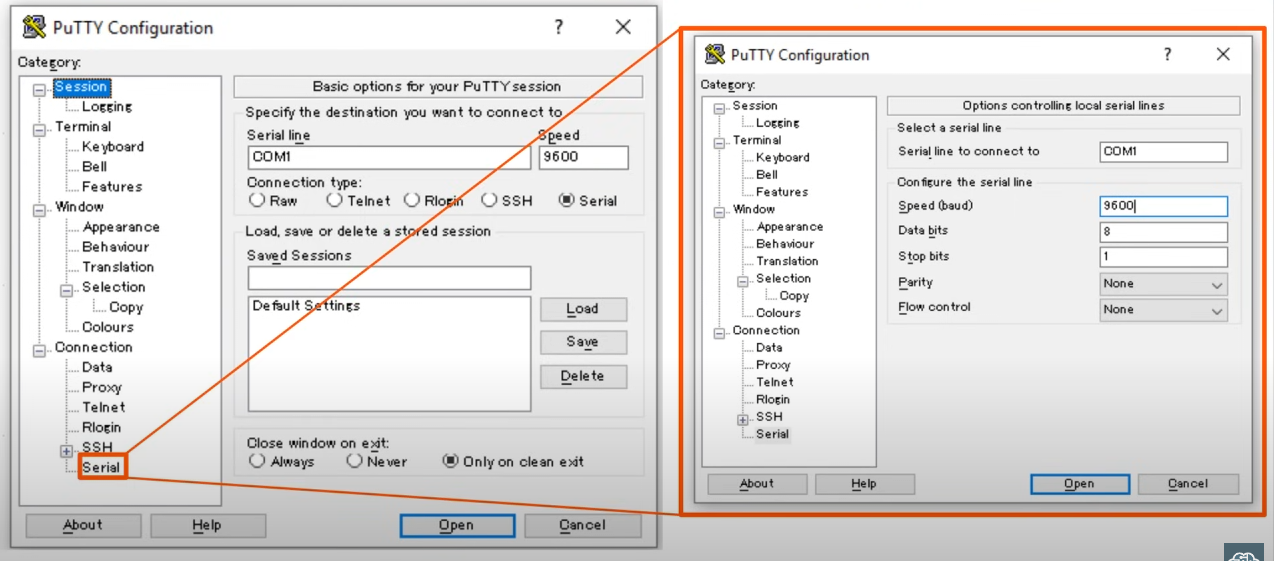 PuTTY Configuration ? ×
Category:
Session
Logging
Terminal
Keyboard
Bell
Features
Window
Appearance
Behaviour
Translation
Selection
Copy
Colours
Connection
Data
Proxy
Telnet
Rlogin
SSH
Serial
Basic options for your PuTTY session
Specify the destination you want to connect to
Serial line Speed
COM1 9600
Connection type:
Raw Telnet Rlogin SSH Serial
Load, save or delete a stored session
Saved Sessions
Default Settings
Load
Save
Delete
Close window on exit:
Always Never Only on clean exit
About Help Open Cancel
PuTTY Configuration ? ×
Category:
Session
Logging
Terminal
Keyboard
Bell
Features
Window
Appearance
Behaviour
Translation
Selection
Copy
Colours
Connection
Data
Proxy
Telnet
Rlogin
SSH
Serial
Options controlling local serial lines
Select a serial line
Serial line to connect to COM1
Configure the serial line
Speed (baud) 9600
Data bits 8
Stop bits 1
Parity None
Flow control None
About Help Open Cancel